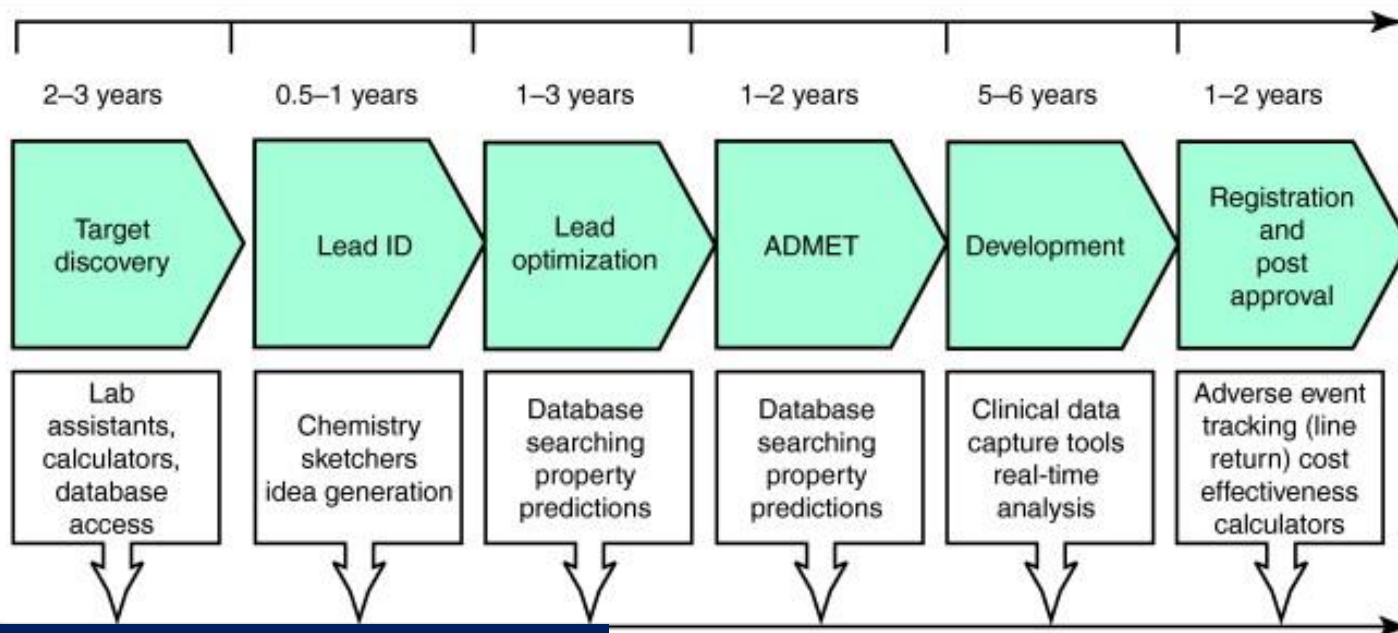 2–3 years
0.5–1 years
1–3 years
1–2 years
5–6 years
1–2 years
Target
discovery
Lead ID
Lead
optimization
ADMET
Development
Registration
and
post
approval
Lab
assistants,
calculators,
database
access
Chemistry
sketchers
idea generation
Database
searching
property
predictions
Database
searching
property
predictions
Clinical data
capture tools
real-time
analysis
Adverse event
tracking (line
return) cost
effectiveness
calculators